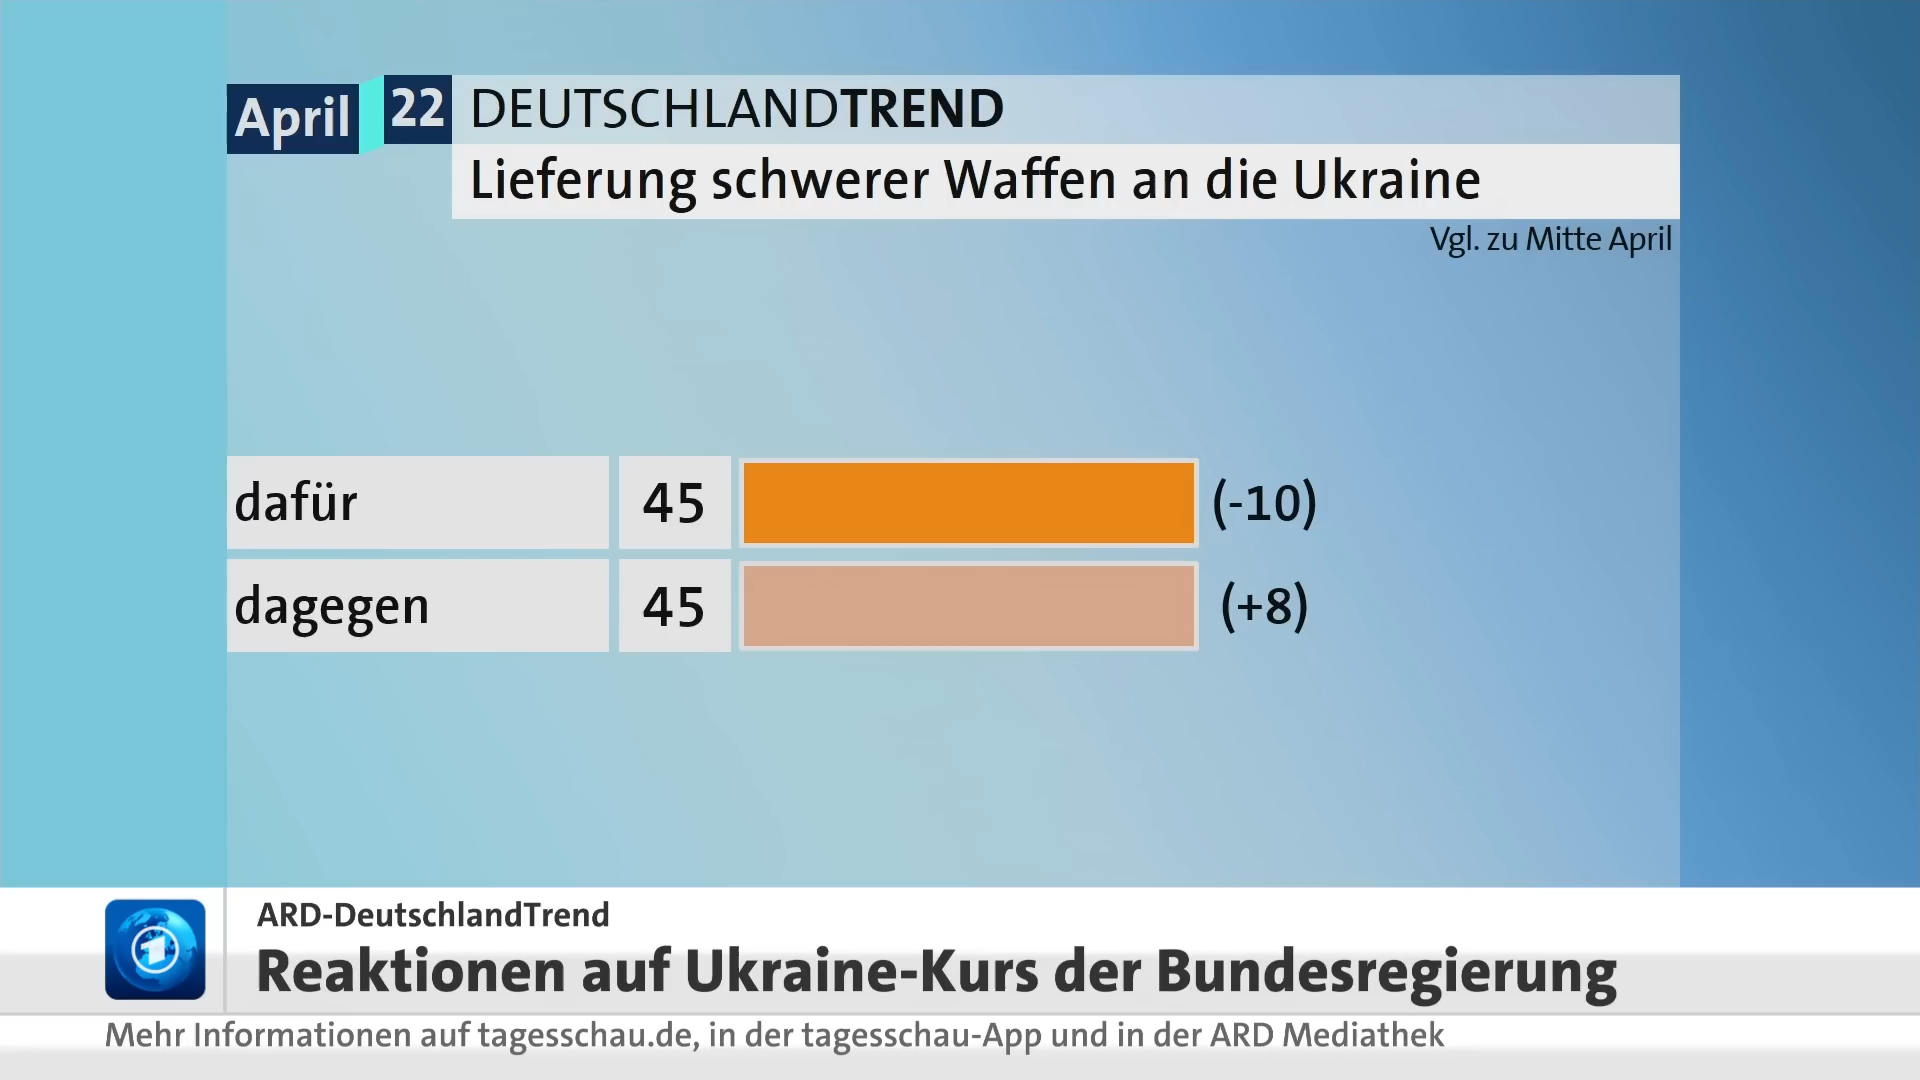 April 22 DEUTSCHLANDTREND
Lieferung schwerer Waffen an die Ukraine
Vgl. zu Mitte April
dafür 45 (-10)
dagegen 45 (+8)
ARD-DeutschlandTrend
Reaktionen auf Ukraine-Kurs der Bundesregierung
Mehr Informationen auf tagesschau.de, in der tagesschau-App und in der ARD Mediathek